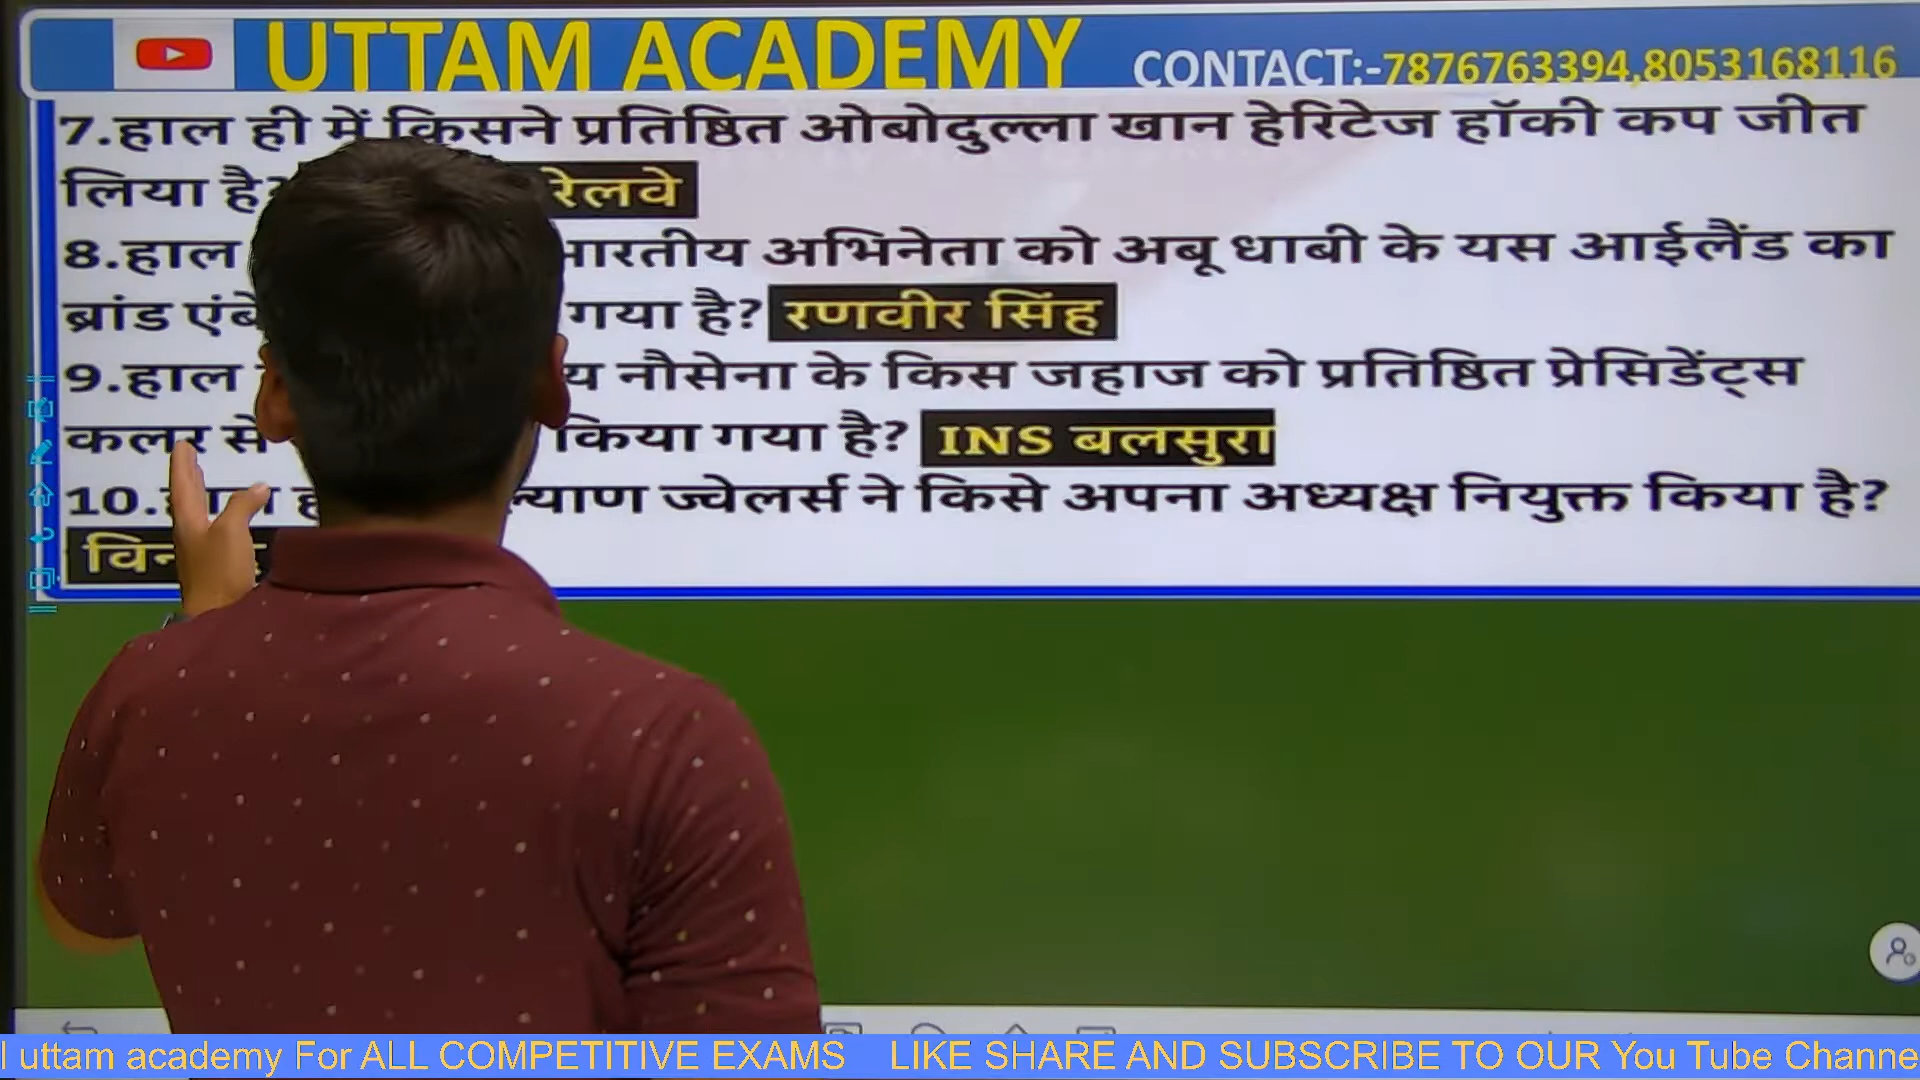 UTTAM ACADEMY CONTACT:-7876763394,8053168116
7.हाल ही में किसने प्रतिष्ठित ओबोदुल्ला खान हेरिटेज हॉकी कप जीत
लिया है? रेलवे
8.हाल भारतीय अभिनेता को अबू धाबी के यस आईलैंड का
ब्रांड गया है? रणवीर सिंह
9.हाल नौसेना के किस जहाज को प्रतिष्ठित प्रेसिडेंट्स
कलर से किया गया है? INS बलसुरा
10. ज्वेलर्स ने किसे अपना अध्यक्ष नियुक्त किया है?
l uttam academy For ALL COMPETITIVE EXAMS LIKE SHARE AND SUBSCRIBE TO OUR You Tube Channe